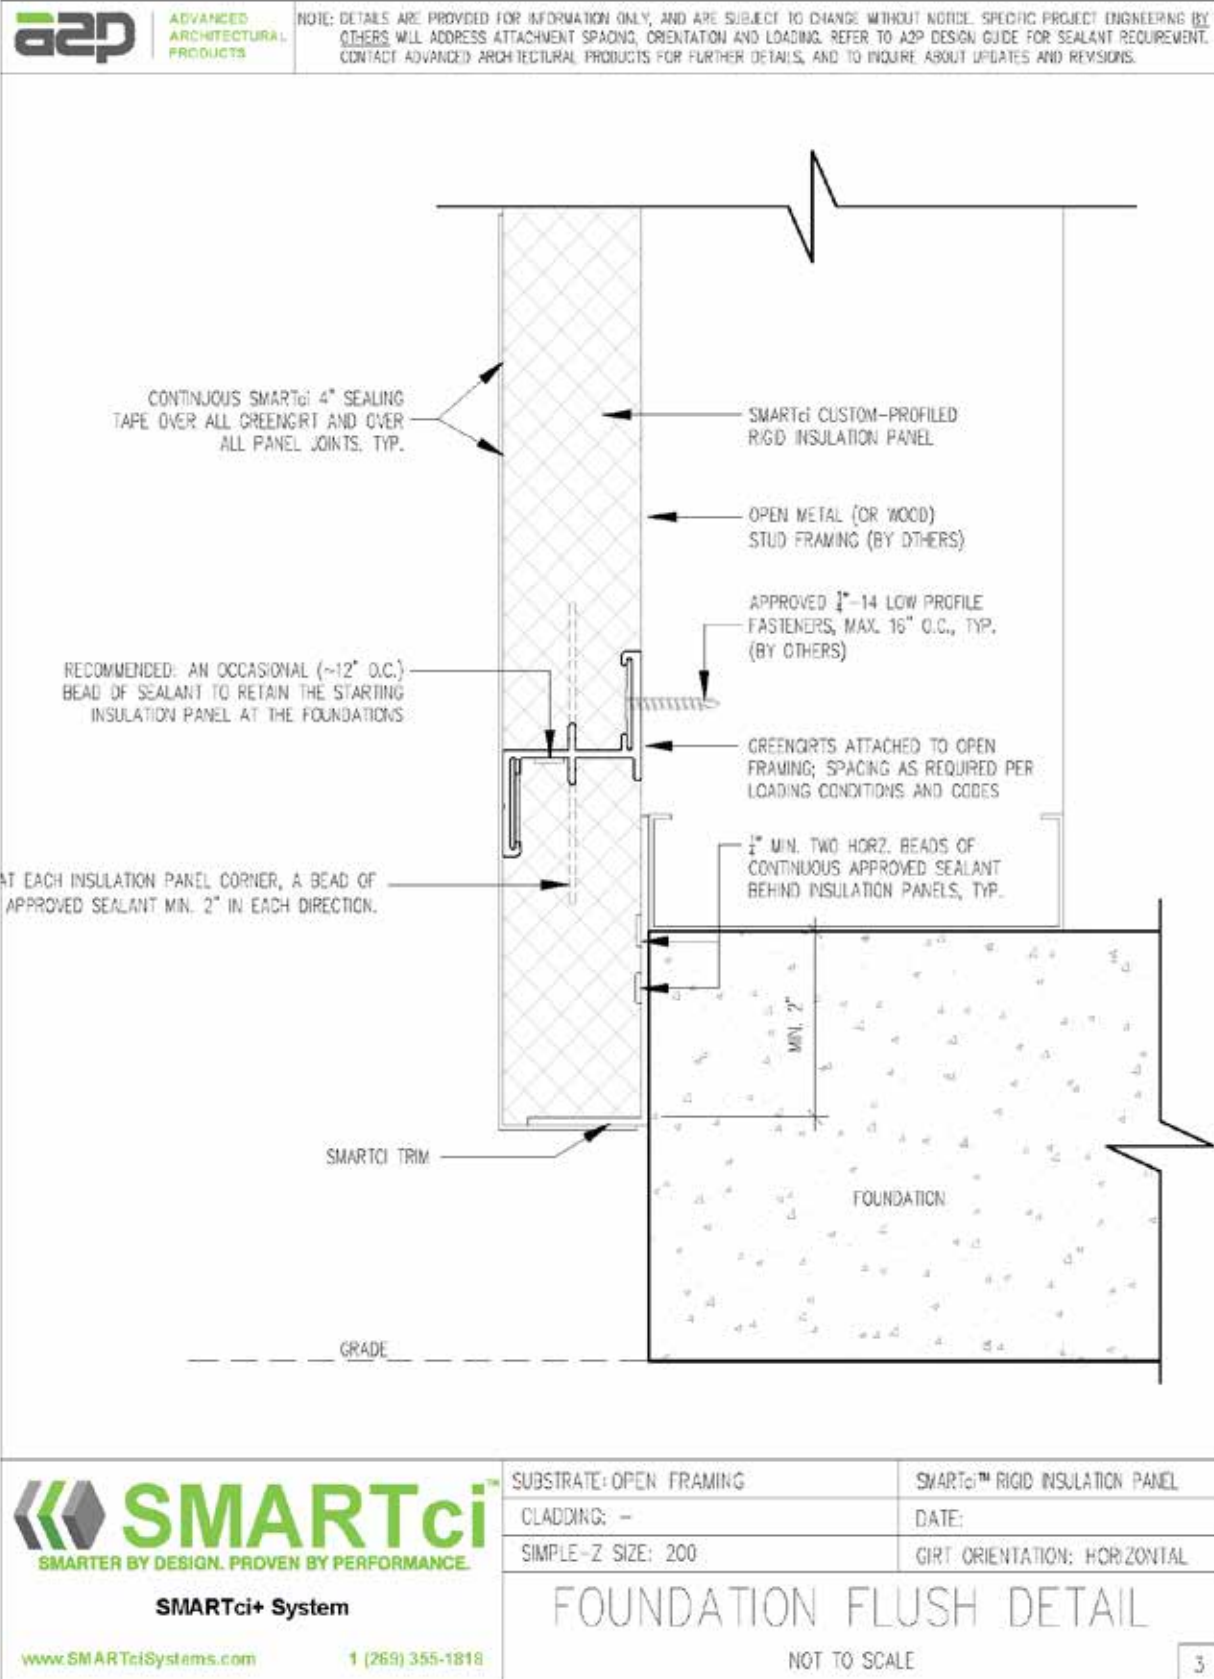 a2p
ADVANCED
ARCHITECTURAL
PRODUCTS
NOTE: DETAILS ARE PROVIDED FOR INFORMATION ONLY, AND ARE SUBJECT TO CHANGE WITHOUT NOTICE. SPECIFIC PROJECT ENGINEERING BY
OTHERS WILL ADDRESS ATTACHMENT SPACING, ORIENTATION AND LOADING. REFER TO A2P DESIGN GUIDE FOR SEALANT REQUIREMENT.
CONTACT ADVANCED ARCHITECTURAL PRODUCTS FOR FURTHER DETAILS, AND TO INQUIRE ABOUT UPDATES AND REVISIONS.
CONTINUOUS SMARTci 4" SEALING
TAPE OVER ALL GREENGIRT AND OVER
ALL PANEL JOINTS, TYP.
SMARTci CUSTOM-PROFILED
RIGID INSULATION PANEL
OPEN METAL (OR WOOD)
STUD FRAMING (BY OTHERS)
APPROVED ¼"-14 LOW PROFILE
FASTENERS, MAX. 16" O.C., TYP.
(BY OTHERS)
RECOMMENDED: AN OCCASIONAL (~12" O.C.)
BEAD OF SEALANT TO RETAIN THE STARTING
INSULATION PANEL AT THE FOUNDATIONS
GREENGIRTS ATTACHED TO OPEN
FRAMING; SPACING AS REQUIRED PER
LOADING CONDITIONS AND CODES
¼" MIN. TWO HORZ. BEADS OF
CONTINUOUS APPROVED SEALANT
BEHIND INSULATION PANELS, TYP.
AT EACH INSULATION PANEL CORNER, A BEAD OF
APPROVED SEALANT MIN. 2" IN EACH DIRECTION.
MIN. 2"
SMARTCI TRIM
FOUNDATION
GRADE
SMARTci™
SMARTER BY DESIGN. PROVEN BY PERFORMANCE.
SMARTci+ System
www.SMARTciSystems.com 1 (269) 355-1818
SUBSTRATE: OPEN FRAMING
SMARTci™ RIGID INSULATION PANEL
CLADDING: -
DATE:
SIMPLE-Z SIZE: 200
GIRT ORIENTATION: HORIZONTAL
FOUNDATION FLUSH DETAIL
NOT TO SCALE
3